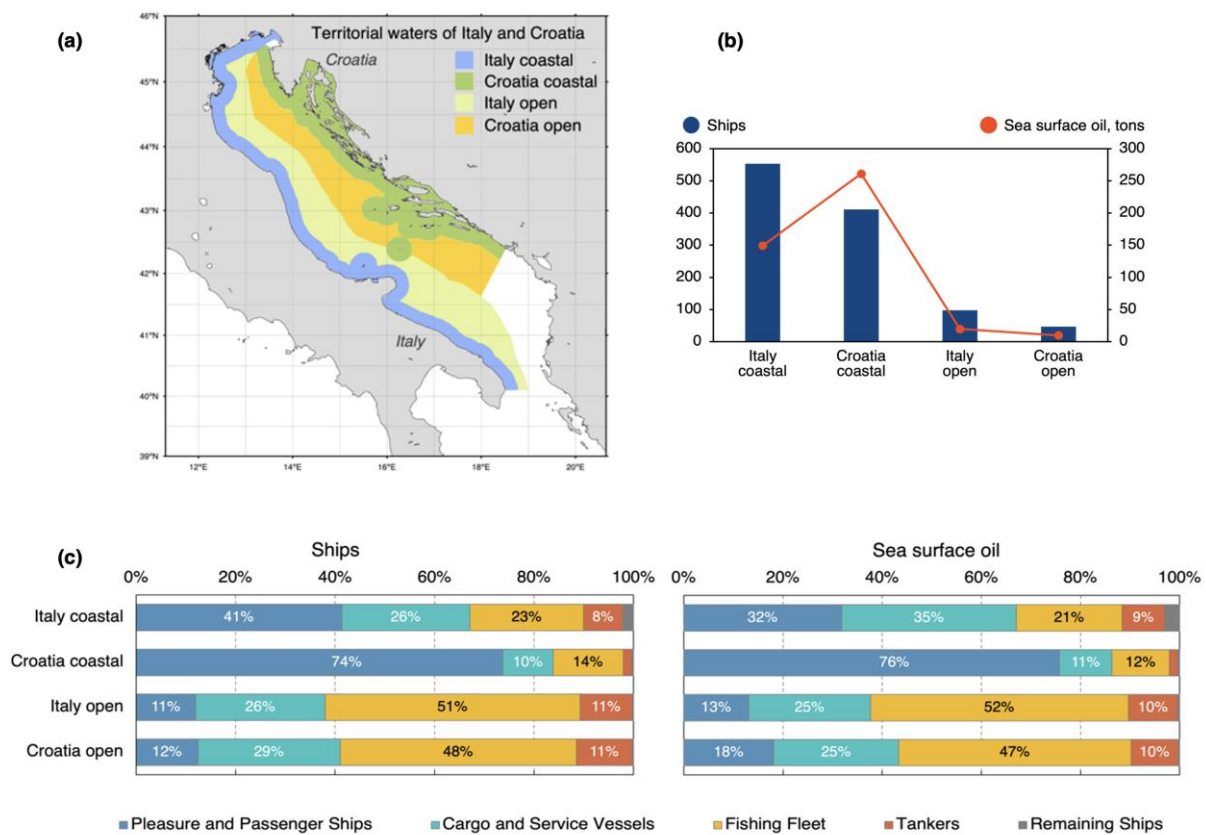 (a)
Territorial waters of Italy and Croatia
Croatia
Italy coastal
Croatia coastal
Italy open
Croatia open
Italy
46°N
45°N
44°N
43°N
42°N
41°N
40°N
39°N
12°E
14°E
16°E
18°E
20°E
(b)
Ships
Sea surface oil, tons
600
500
400
300
200
100
0
300
250
200
150
100
50
0
Italy coastal
Croatia coastal
Italy open
Croatia open
(c)
Ships
0% 20% 40% 60% 80% 100%
Italy coastal 41% 26% 23% 8%
Croatia coastal 74% 10% 14%
Italy open 11% 26% 51% 11%
Croatia open 12% 29% 48% 11%
Sea surface oil
0% 20% 40% 60% 80% 100%
32% 35% 21% 9%
76% 11% 12%
13% 25% 52% 10%
18% 25% 47% 10%
Pleasure and Passenger Ships Cargo and Service Vessels Fishing Fleet Tankers Remaining Ships